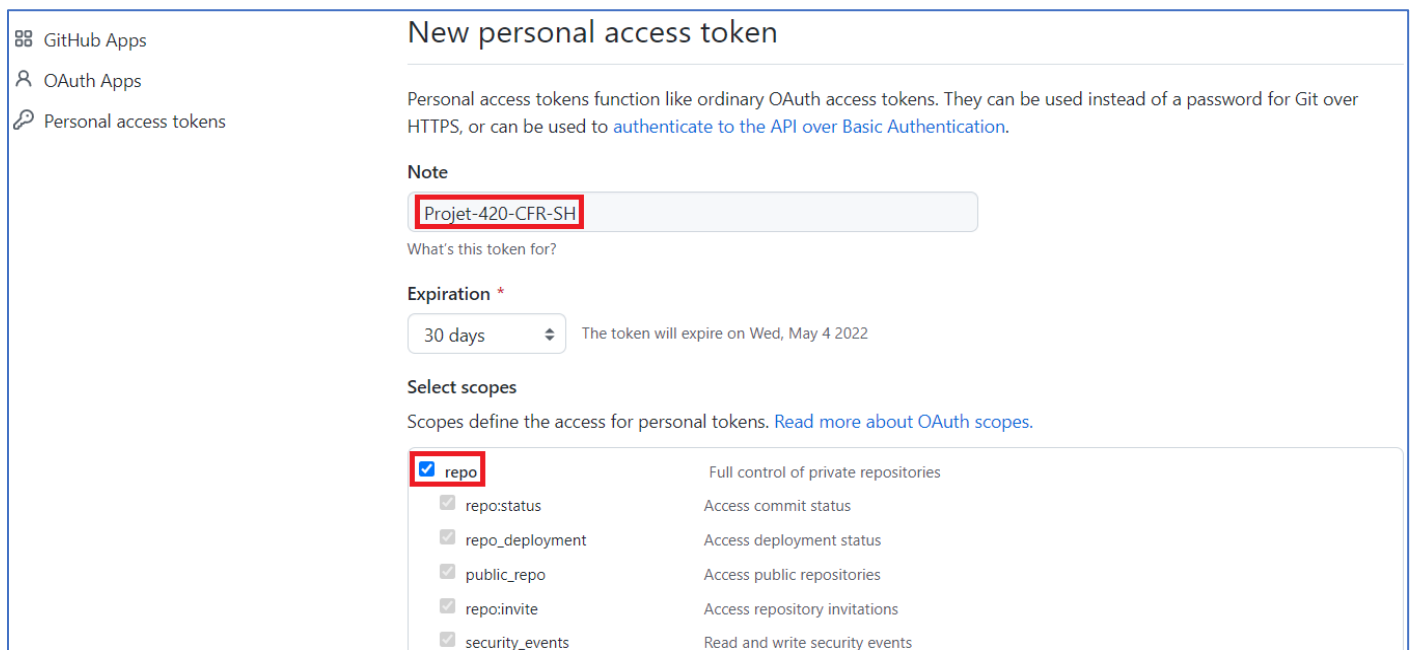 GitHub Apps
OAuth Apps
Personal access tokens
New personal access token
Personal access tokens function like ordinary OAuth access tokens. They can be used instead of a password for Git over
HTTPS, or can be used to authenticate to the API over Basic Authentication.
Note
Projet-420-CFR-SH
What's this token for?
Expiration *
30 days The token will expire on Wed, May 4 2022
Select scopes
Scopes define the access for personal tokens. Read more about OAuth scopes.
repo Full control of private repositories
repo:status Access commit status
repo_deployment Access deployment status
public_repo Access public repositories
repo:invite Access repository invitations
security_events Read and write security events